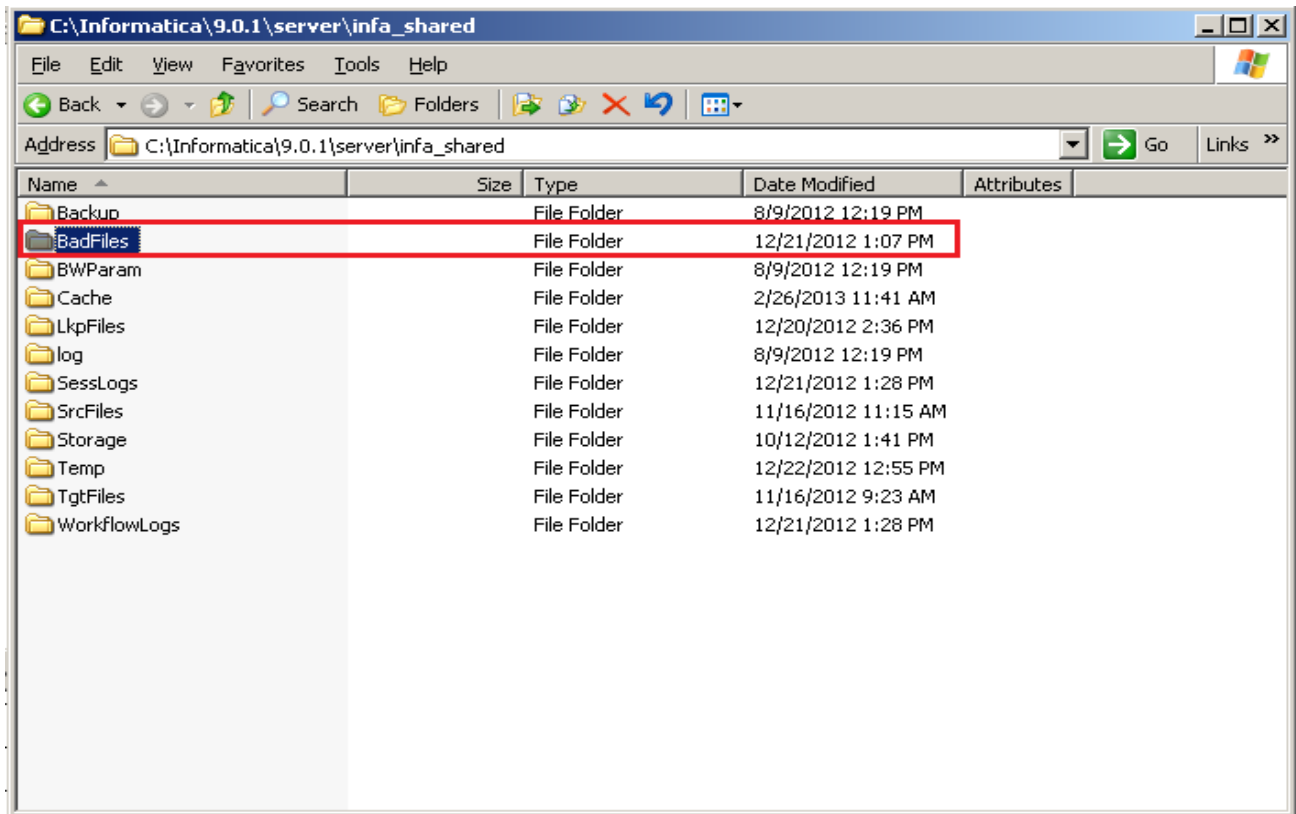 C:\Informatica\9.0.1\server\infa_shared
File Edit View Favorites Tools Help
Back Search Folders
Address C:\Informatica\9.0.1\server\infa_shared Go Links »
Name Size Type Date Modified Attributes
Backup File Folder 8/9/2012 12:19 PM
BadFiles File Folder 12/21/2012 1:07 PM
BWParam File Folder 8/9/2012 12:19 PM
Cache File Folder 2/26/2013 11:41 AM
LkpFiles File Folder 12/20/2012 2:36 PM
log File Folder 8/9/2012 12:19 PM
SessLogs File Folder 12/21/2012 1:28 PM
SrcFiles File Folder 11/16/2012 11:15 AM
Storage File Folder 10/12/2012 1:41 PM
Temp File Folder 12/22/2012 12:55 PM
TgtFiles File Folder 11/16/2012 9:23 AM
WorkflowLogs File Folder 12/21/2012 1:28 PM